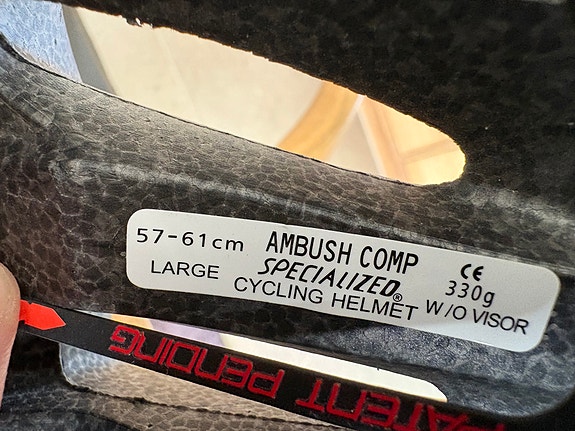 57-61cm AMBUSH COMP CE
LARGE SPECIALIZED® 330g
CYCLING HELMET W/O VISOR
PATENT PENDING